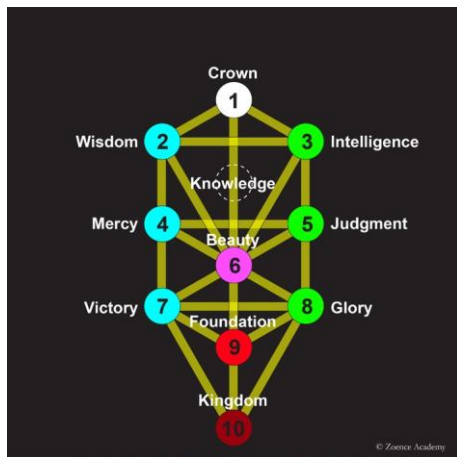 Crown
1
Wisdom 2 3 Intelligence
Knowledge
Mercy 4 5 Judgment
Beauty
6
Victory 7 8 Glory
Foundation
9
Kingdom
10
© Zoence Academy